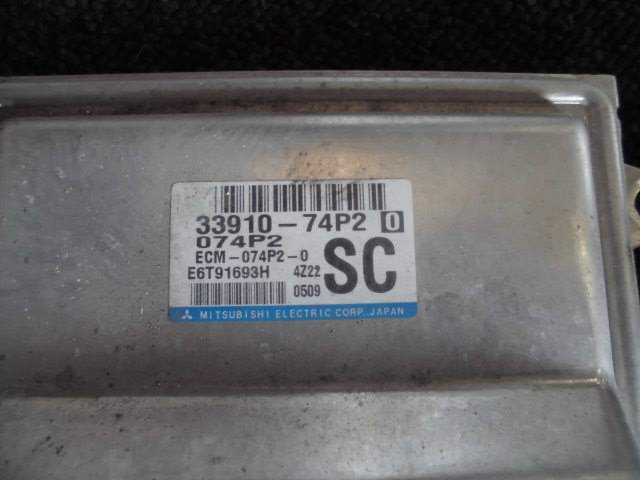 33910-74P2 0
074P2
ECM-074P2-0
E6T91693H 4Z22
SC
0509
MITSUBISHI ELECTRIC CORP. JAPAN